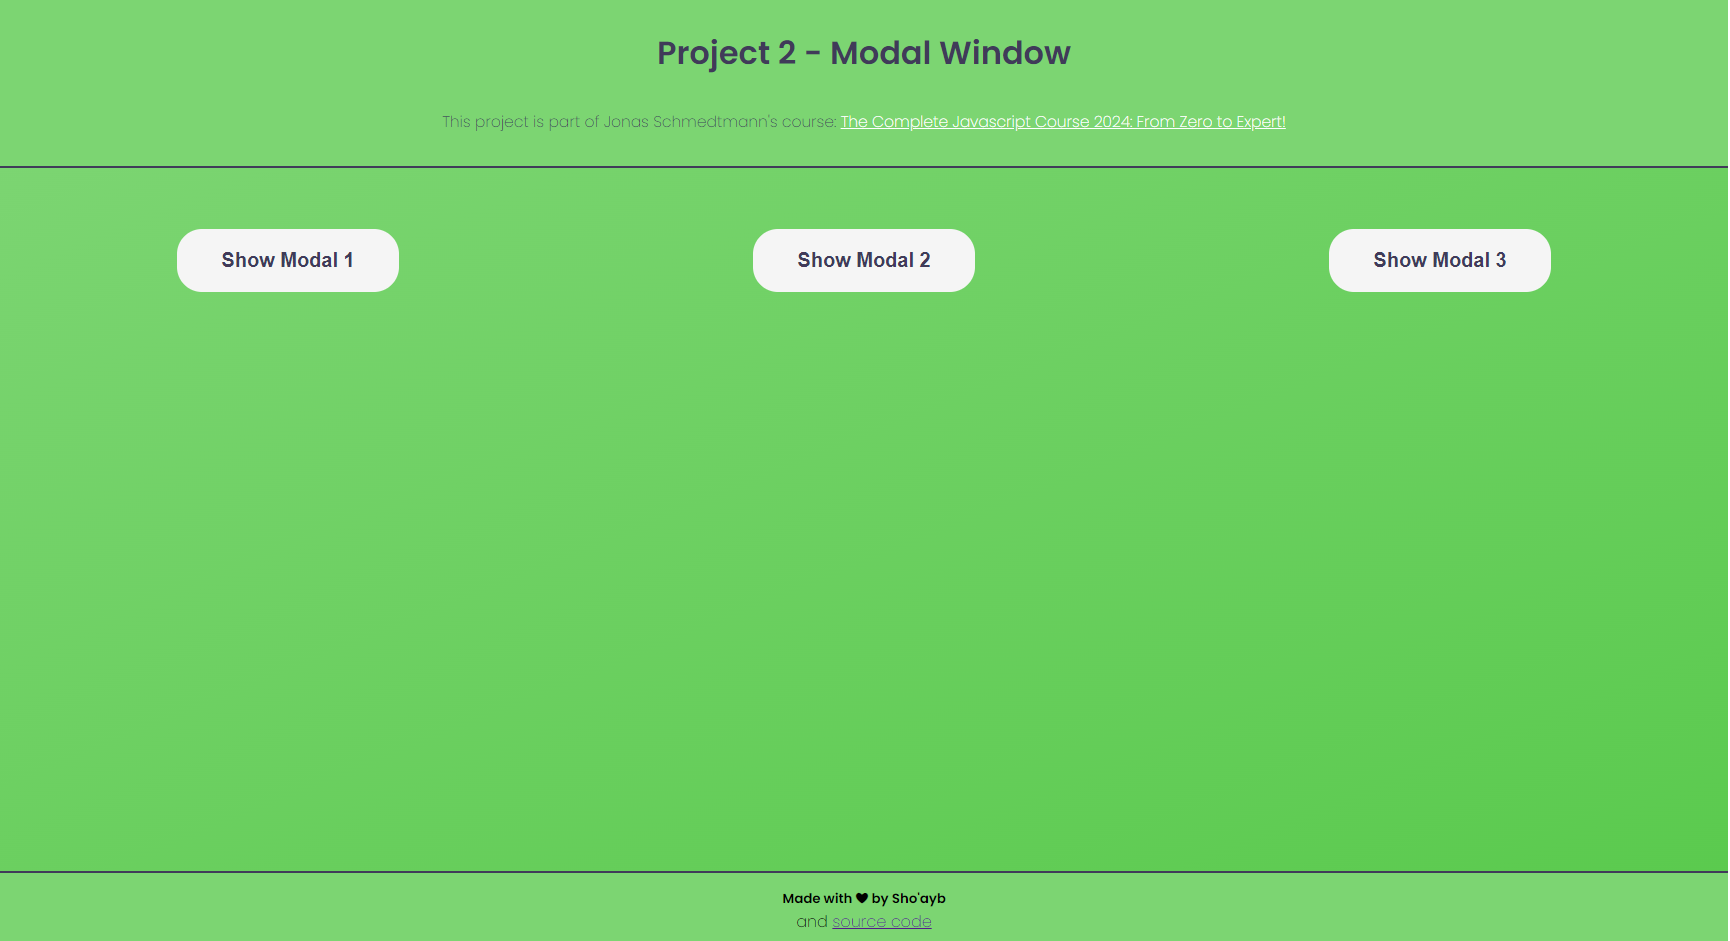 Project 2 - Modal Window
This project is part of Jonas Schmedtmann's course: The Complete Javascript Course 2024: From Zero to Expert!
Show Modal 1
Show Modal 2
Show Modal 3
Made with ♥ by Sho'ayb
and source code